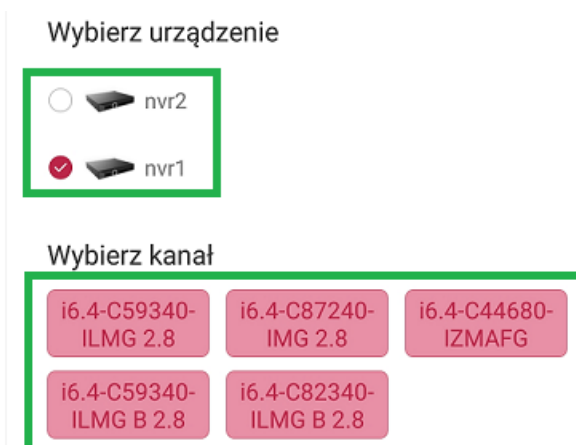 Wybierz urządzenie
nvr2
nvr1
Wybierz kanał
i6.4-C59340-
ILMG 2.8
i6.4-C87240-
IMG 2.8
i6.4-C44680-
IZMAFG
i6.4-C59340-
ILMG B 2.8
i6.4-C82340-
ILMG B 2.8